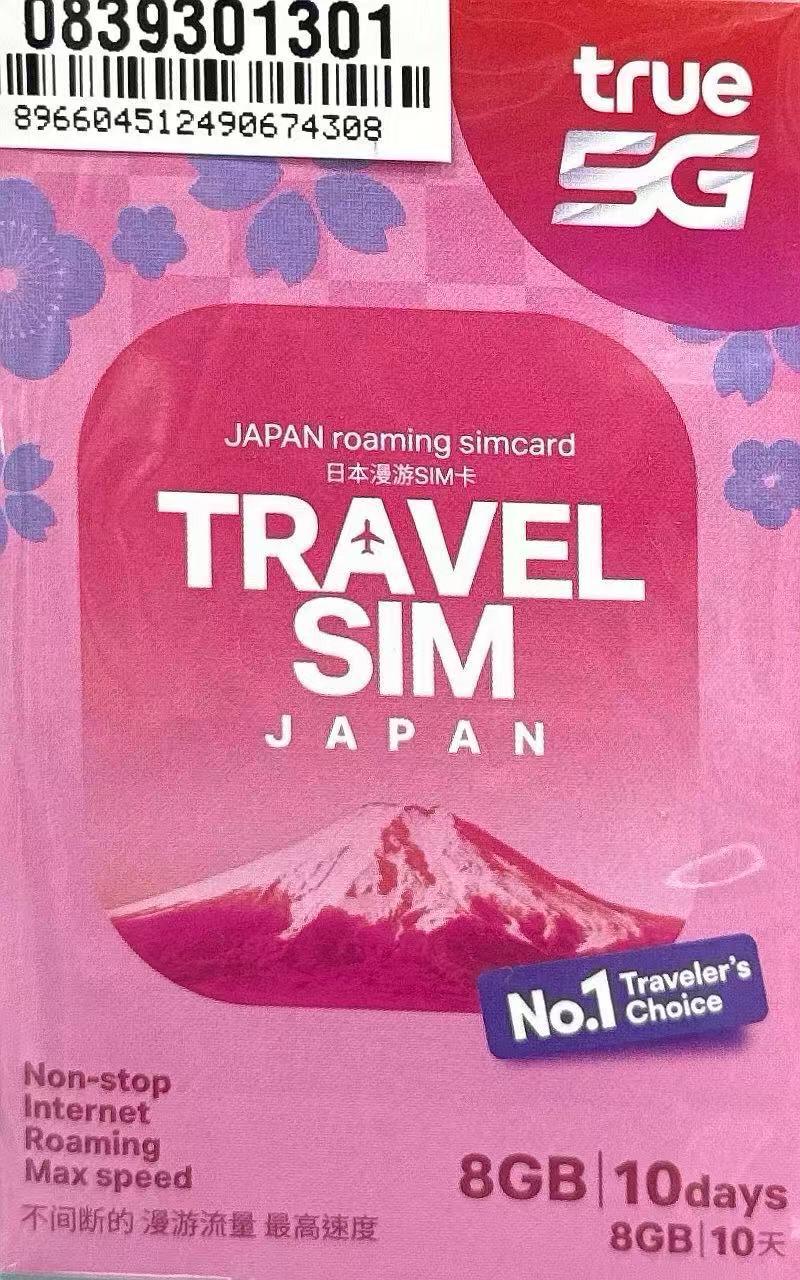 0839301301
8966045124906743​08
true
5G
JAPAN roaming simcard
日本漫游SIM卡
TRAVEL
SIM
JAPAN
No.1 Traveler's
Choice
Non-stop
Internet
Roaming
Max speed
不间断的 漫游流量 最高速度
8GB|10days
8GB|10天